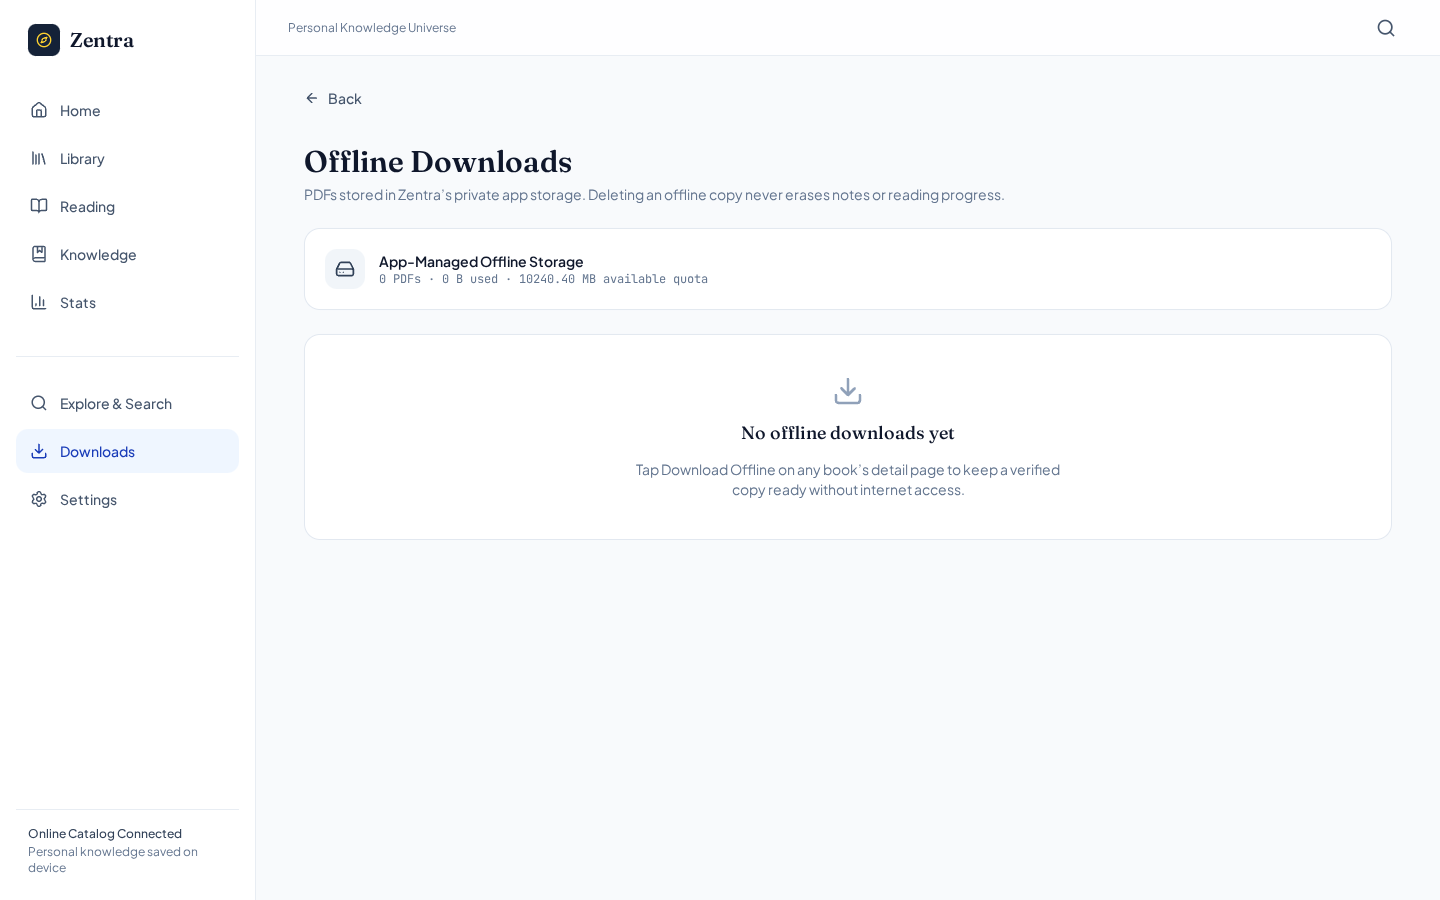 Zentra
Personal Knowledge Universe
Home
Library
Reading
Knowledge
Stats
Explore & Search
Downloads
Settings
Online Catalog Connected
Personal knowledge saved on
device
Back
Offline Downloads
PDFs stored in Zentra's private app storage. Deleting an offline copy never erases notes or reading progress.
App-Managed Offline Storage
0 PDFs · 0 B used · 10240.40 MB available quota
No offline downloads yet
Tap Download Offline on any book's detail page to keep a verified
copy ready without internet access.